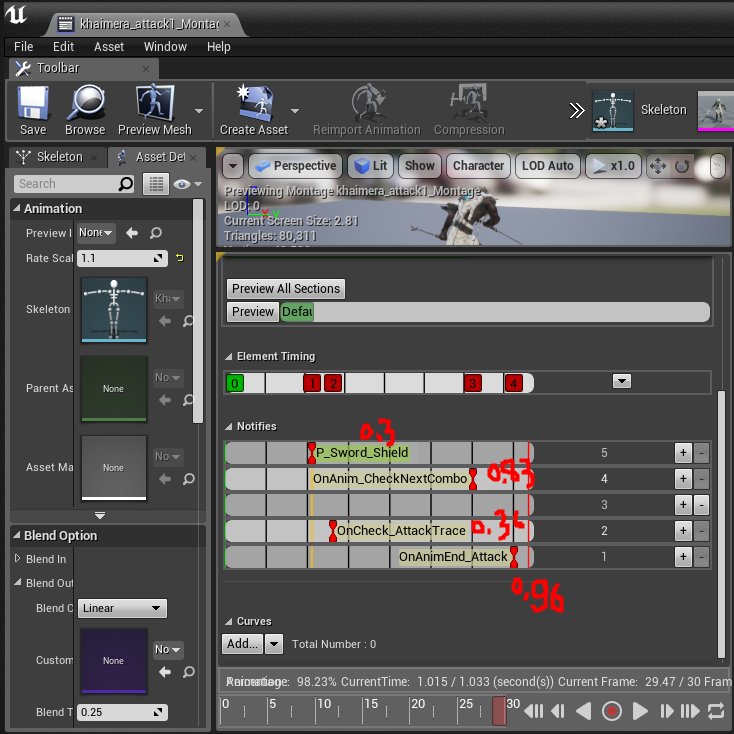 khaimera_attack1_Montag
File Edit Asset Window Help
Toolbar
Save Browse Preview Mesh Create Asset Reimport Animation Compression Skeleton
Skeleton Asset Det
Search
Perspective Lit Show Character LOD Auto x1.0
Previewing Montage khaimera_attack1_Montage
LOD: 0
Current Screen Size: 2.81
Triangles: 80,311
Animation
Preview None
Rate Scal 1.1
Skeleton Kha
Parent As None No
Asset Ma None No
Blend Option
Blend In
Blend Out
Blend O Linear
Custom None No
Blend T 0.25
Preview All Sections
Preview Defau
Element Timing
0 1 2 3 4
Notifies
0.3
P_Sword_Shield 5 + -
OnAnim_CheckNextCombo 0.83 4 + -
3 + -
OnCheck_AttackTrace 2 + -
OnAnimEnd_Attack 1 + -
0.96
Curves
Add... Total Number : 0
Percentage: 98.23% CurrentTime: 1.015 / 1.033 (second(s)) Current Frame: 29.47 / 30 Fram
0 5 10 15 20 25 30